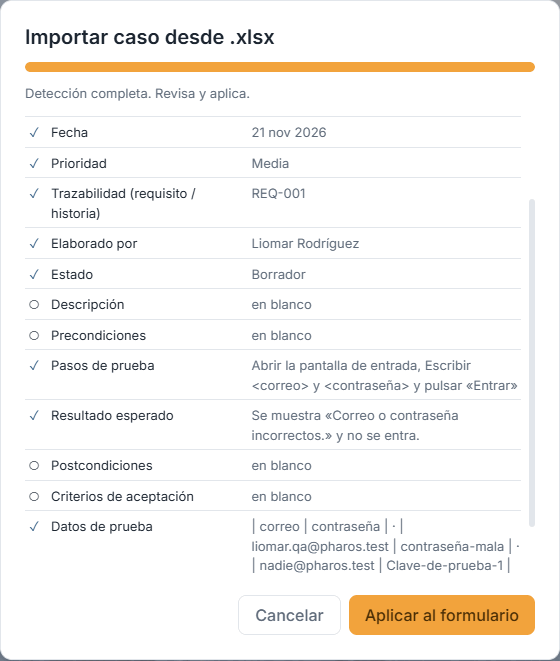 Importar caso desde .xlsx
Detección completa. Revisa y aplica.
✓ Fecha 21 nov 2026
✓ Prioridad Media
✓ Trazabilidad (requisito / REQ-001
historia)
✓ Elaborado por Liomar Rodríguez
✓ Estado Borrador
○ Descripción en blanco
○ Precondiciones en blanco
✓ Pasos de prueba Abrir la pantalla de entrada, Escribir
<correo> y <contraseña> y pulsar «Entrar»
✓ Resultado esperado Se muestra «Correo o contraseña
incorrectos.» y no se entra.
○ Postcondiciones en blanco
○ Criterios de aceptación en blanco
✓ Datos de prueba | correo | contraseña | · |
liomar.qa@pharos.test | contraseña-mala | ·
| nadie@pharos.test | Clave-de-prueba-1 |
Cancelar Aplicar al formulario